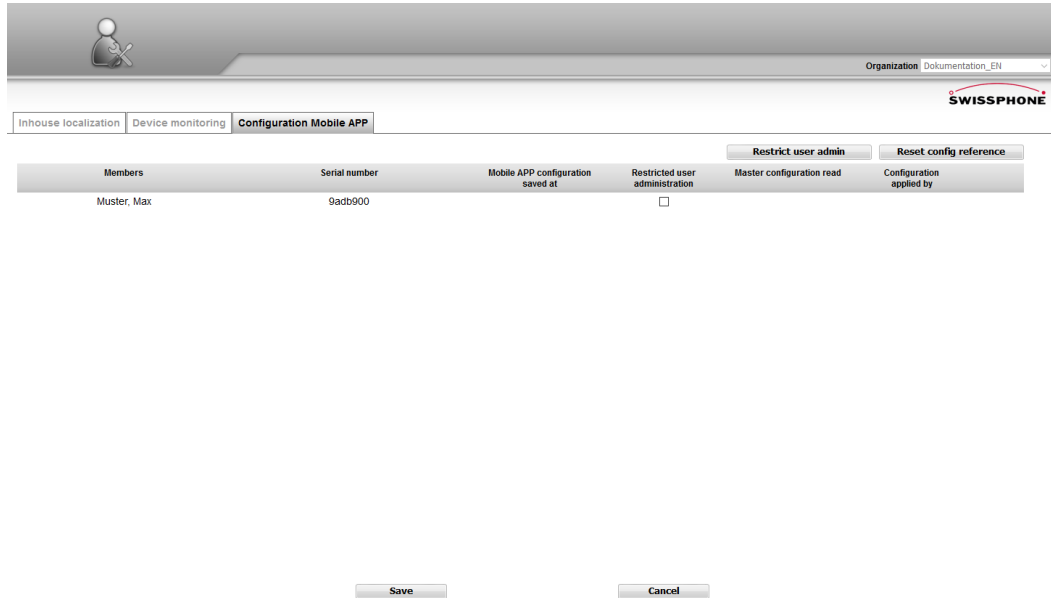 Organization Dokumentation_EN
SWISSPHONE
Inhouse localization Device monitoring Configuration Mobile APP
Restrict user admin Reset config reference
Members Serial number Mobile APP configuration saved at Restricted user administration Master configuration read Configuration applied by
Muster, Max 9adb900
Save Cancel